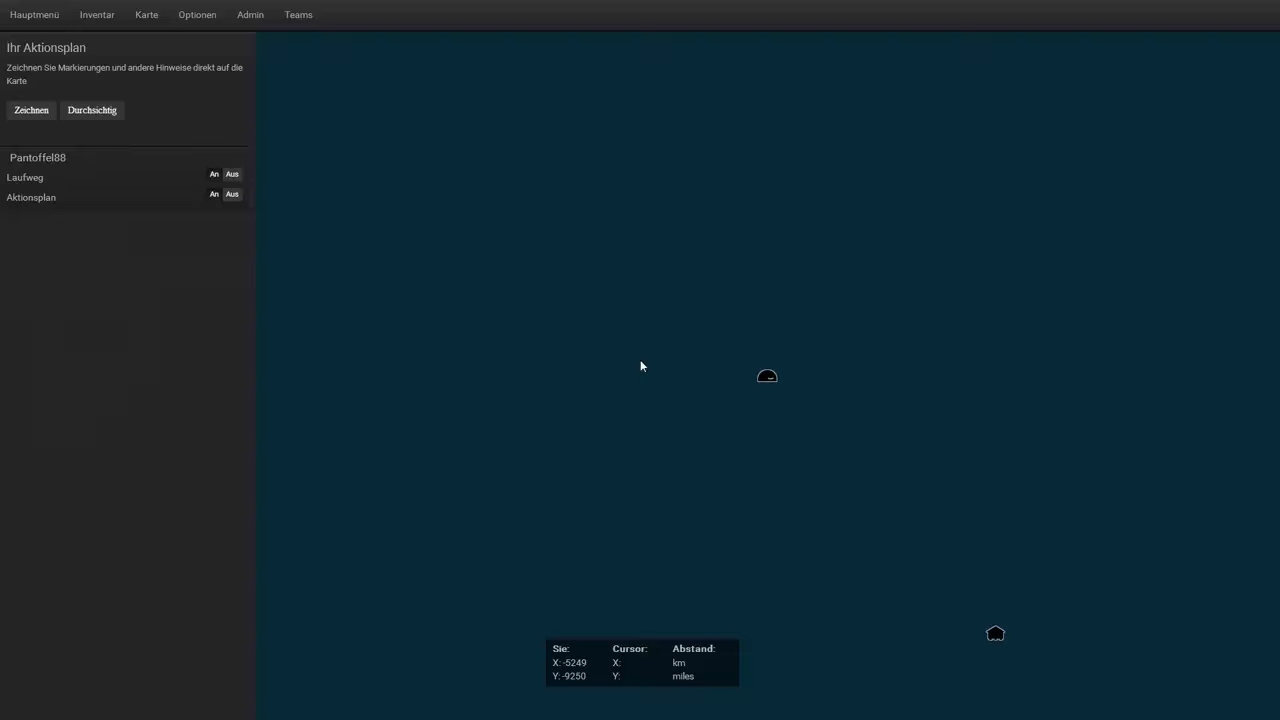 Hauptmenü Inventar Karte Optionen Admin Teams
Ihr Aktionsplan
Zeichnen Sie Markierungen und andere Hinweise direkt auf die
Karte
Zeichnen Durchsichtig
Pantoffel88
Laufweg An Aus
Aktionsplan An Aus
Sie: Cursor: Abstand:
X: -5249 X: km
Y: -9250 Y: miles